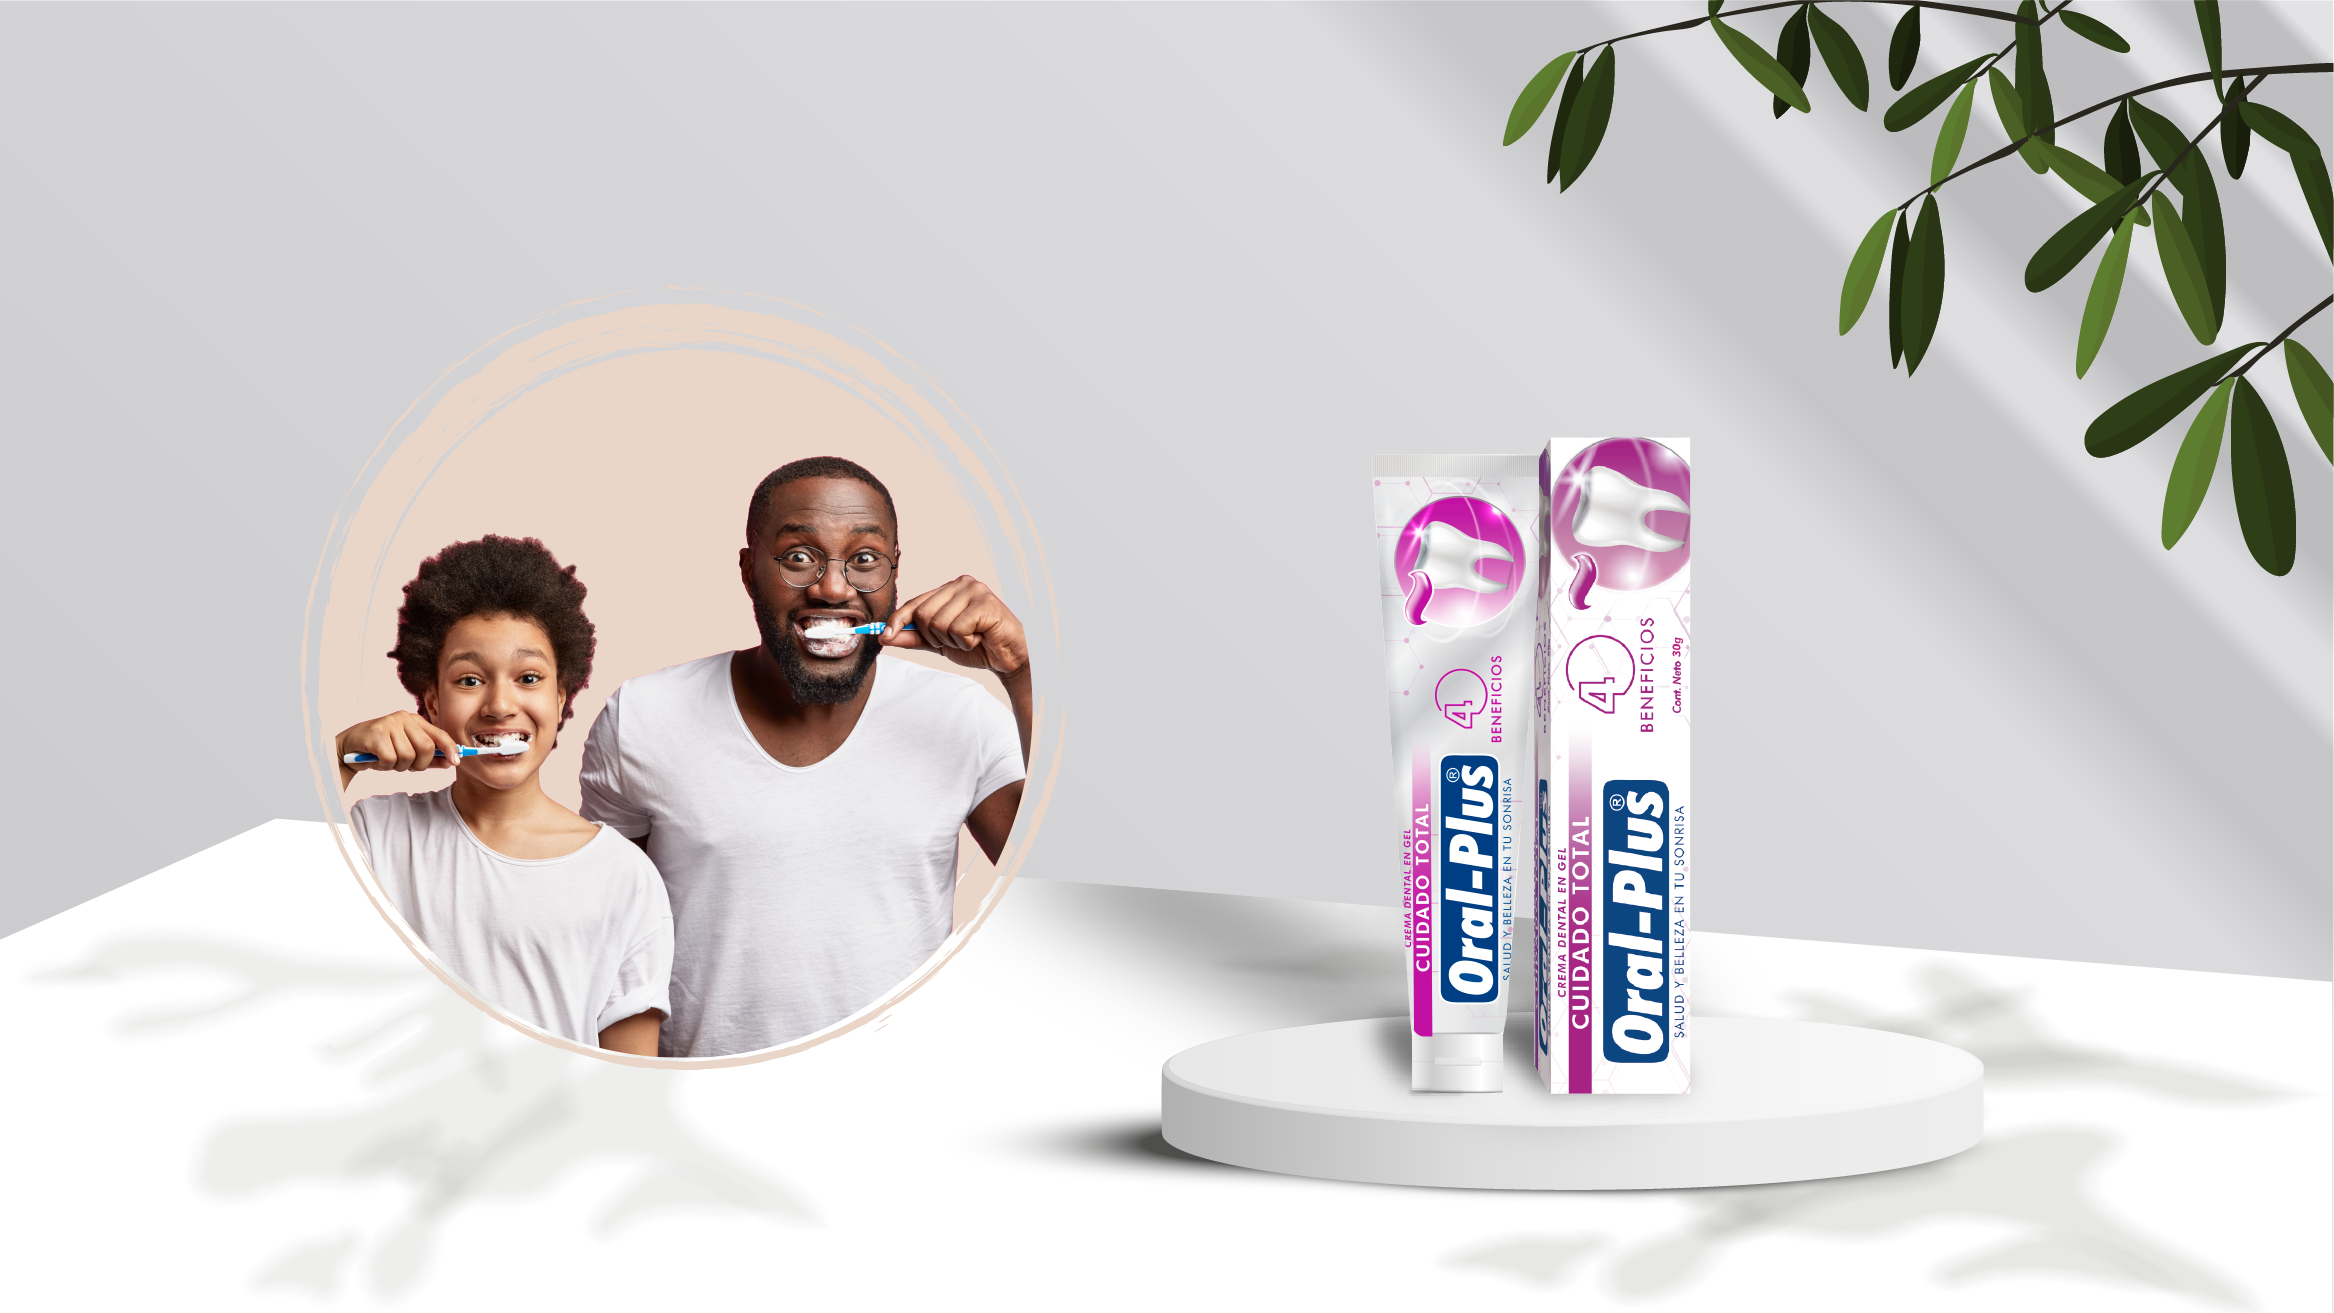 4
BENEFICIOS
CREMA DENTAL EN GEL
CUIDADO TOTAL
Oral-Plus®
SALUD Y BELLEZA EN TU SONRISA
4
BENEFICIOS
Cont. Neto 30g
CREMA DENTAL EN GEL
CUIDADO TOTAL
Oral-Plus®
SALUD Y BELLEZA EN TU SONRISA